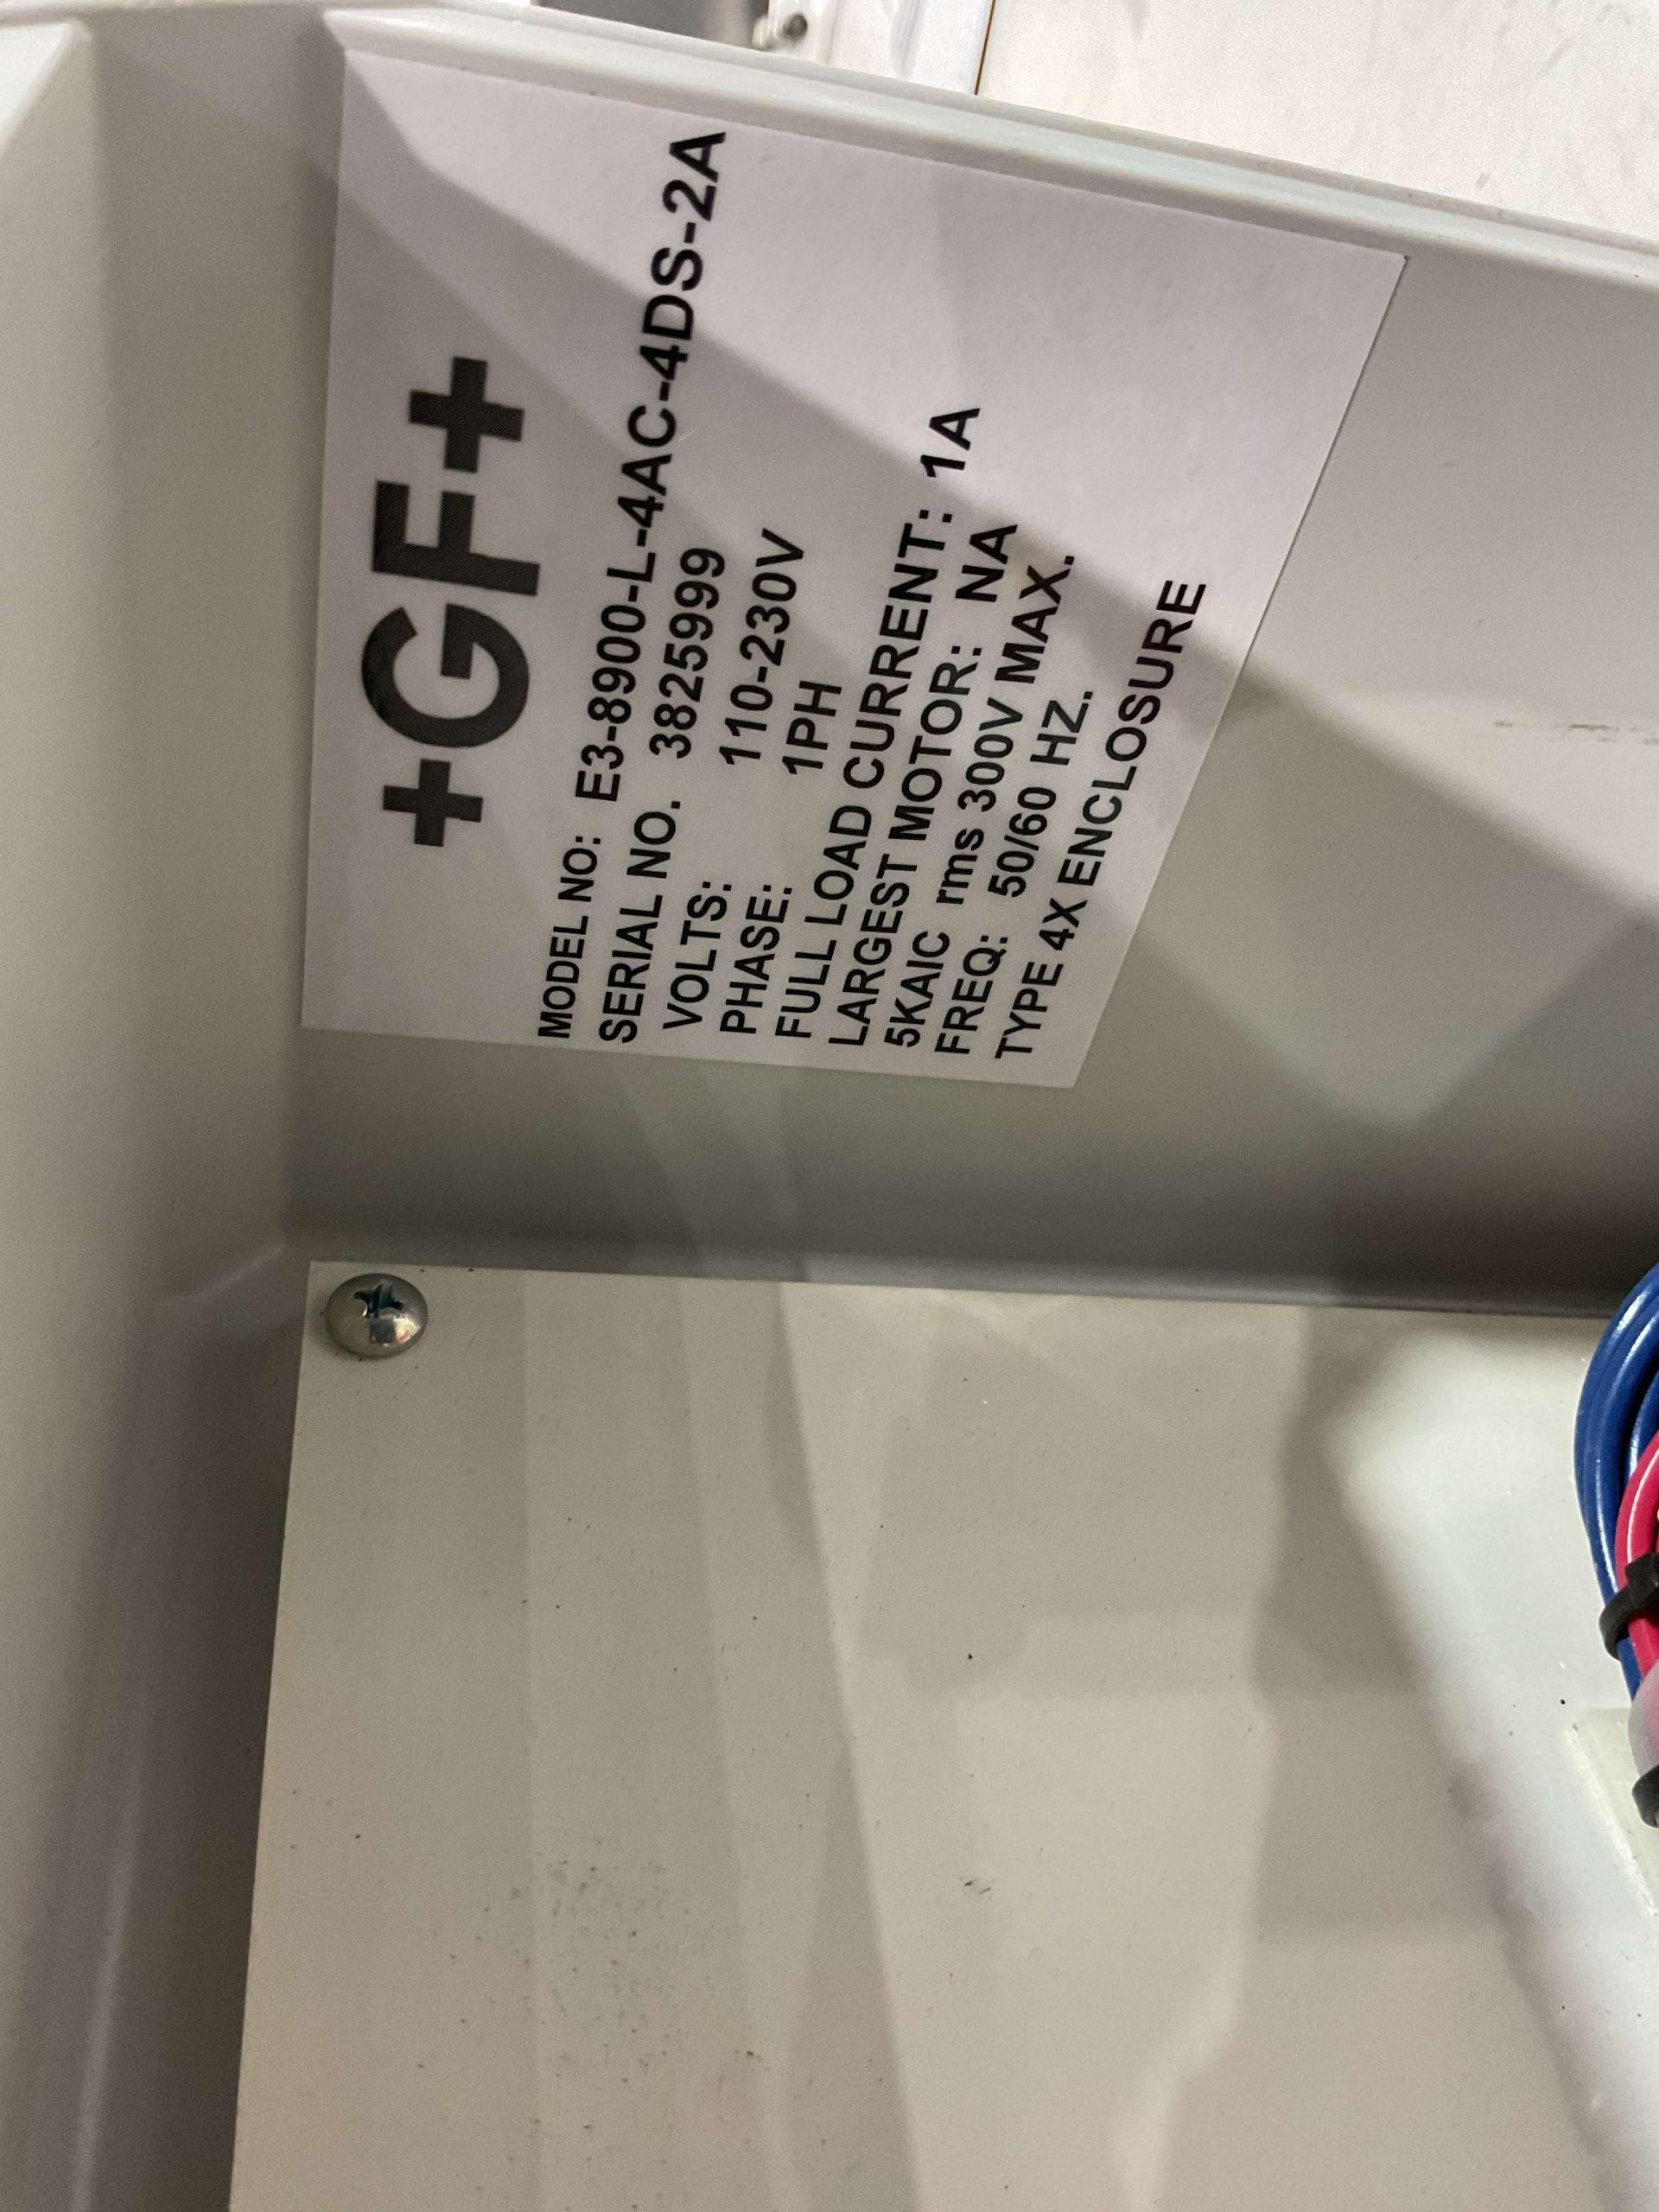 +GF+
MODEL NO: E3-8900-L-4AC-4DS-2A
SERIAL NO. 3825999
VOLTS: 110-230V
PHASE: 1PH
FULL LOAD CURRENT: 1A
LARGEST MOTOR: NA
5KAIC rms 300V MAX.
FREQ: 50/60 HZ.
TYPE 4X ENCLOSURE